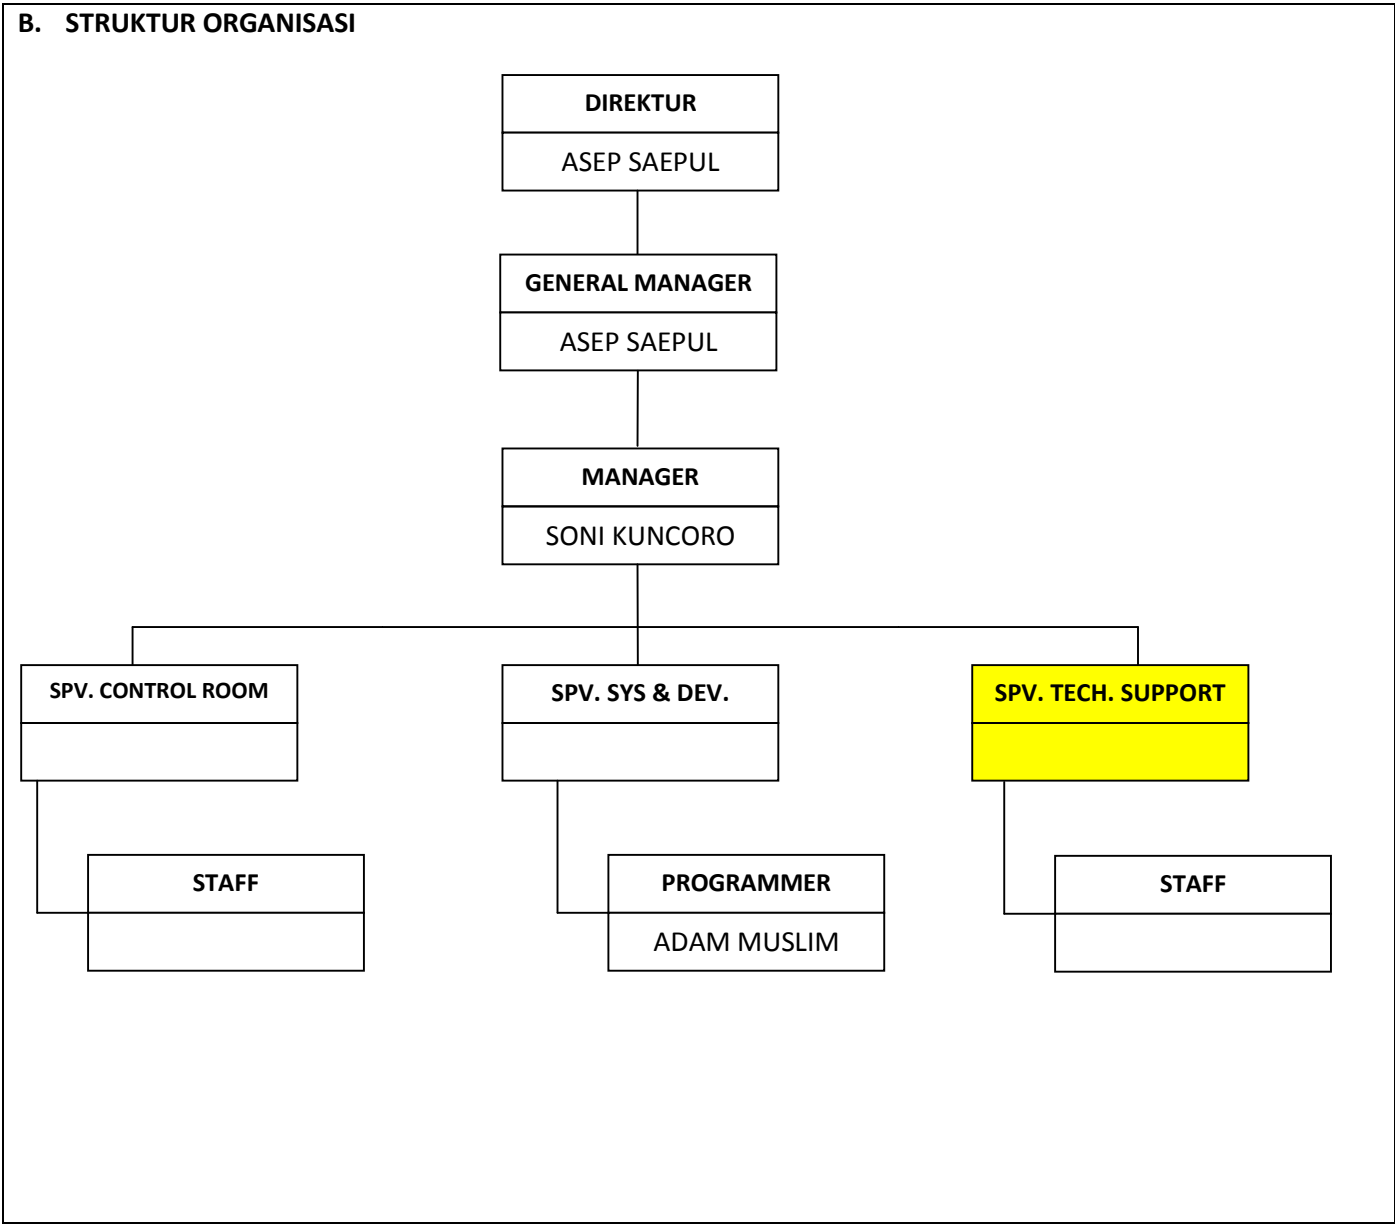 B. STRUKTUR ORGANISASI
DIREKTUR
ASEP SAEPUL
GENERAL MANAGER
ASEP SAEPUL
MANAGER
SONI KUNCORO
SPV. CONTROL ROOM
SPV. SYS & DEV.
SPV. TECH. SUPPORT
STAFF
PROGRAMMER
ADAM MUSLIM
STAFF